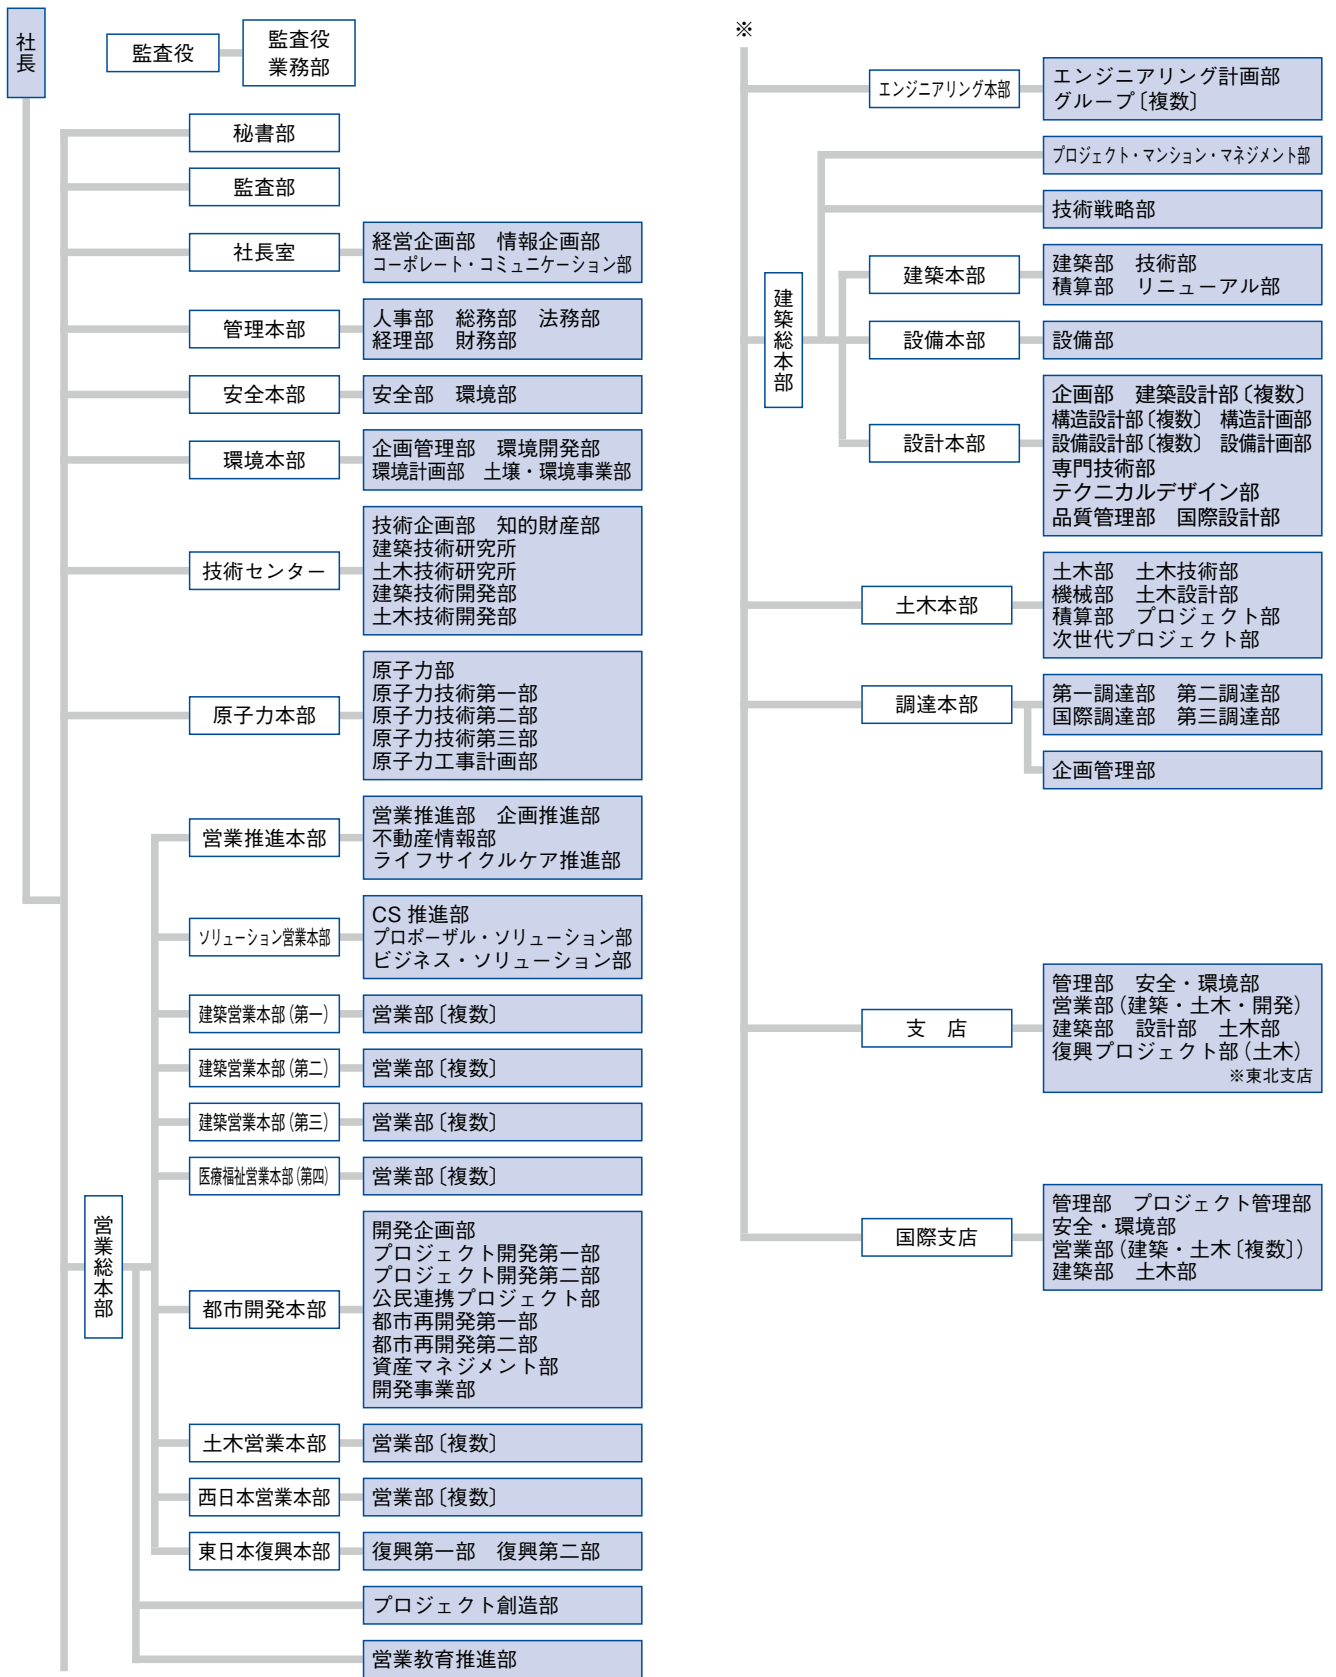 社長
監査役
監査役
業務部
秘書部
監査部
社長室
経営企画部　情報企画部
コーポレート・コミュニケーション部
管理本部
人事部　総務部　法務部
経理部　財務部
安全本部
安全部　環境部
環境本部
企画管理部　環境開発部
環境計画部　土壌・環境事業部
技術センター
技術企画部　知的財産部
建築技術研究所
土木技術研究所
建築技術開発部
土木技術開発部
原子力本部
原子力部
原子力技術第一部
原子力技術第二部
原子力技術第三部
原子力工事計画部
営業総本部
営業推進本部
営業推進部　企画推進部
不動産情報部
ライフサイクルケア推進部
ソリューション営業本部
CS 推進部
プロポーザル・ソリューション部
ビジネス・ソリューション部
建築営業本部（第一）
営業部〔複数〕
建築営業本部（第二）
営業部〔複数〕
建築営業本部（第三）
営業部〔複数〕
医療福祉営業本部（第四）
営業部〔複数〕
都市開発本部
開発企画部
プロジェクト開発第一部
プロジェクト開発第二部
公民連携プロジェクト部
都市再開発第一部
都市再開発第二部
資産マネジメント部
開発事業部
土木営業本部
営業部〔複数〕
西日本営業本部
営業部〔複数〕
東日本復興本部
復興第一部　復興第二部
プロジェクト創造部
営業教育推進部
※
エンジニアリング本部
エンジニアリング計画部
グループ〔複数〕
建築総本部
プロジェクト・マンション・マネジメント部
技術戦略部
建築本部
建築部　技術部
積算部　リニューアル部
設備本部
設備部
設計本部
企画部　建築設計部〔複数〕
構造設計部〔複数〕　構造計画部
設備設計部〔複数〕　設備計画部
専門技術部
テクニカルデザイン部
品質管理部　国際設計部
土木本部
土木部　土木技術部
機械部　土木設計部
積算部　プロジェクト部
次世代プロジェクト部
調達本部
第一調達部　第二調達部
国際調達部　第三調達部
企画管理部
支　店
管理部　安全・環境部
営業部（建築・土木・開発）
建築部　設計部　土木部
復興プロジェクト部（土木）
※東北支店
国際支店
管理部　プロジェクト管理部
安全・環境部
営業部（建築・土木〔複数〕）
建築部　土木部